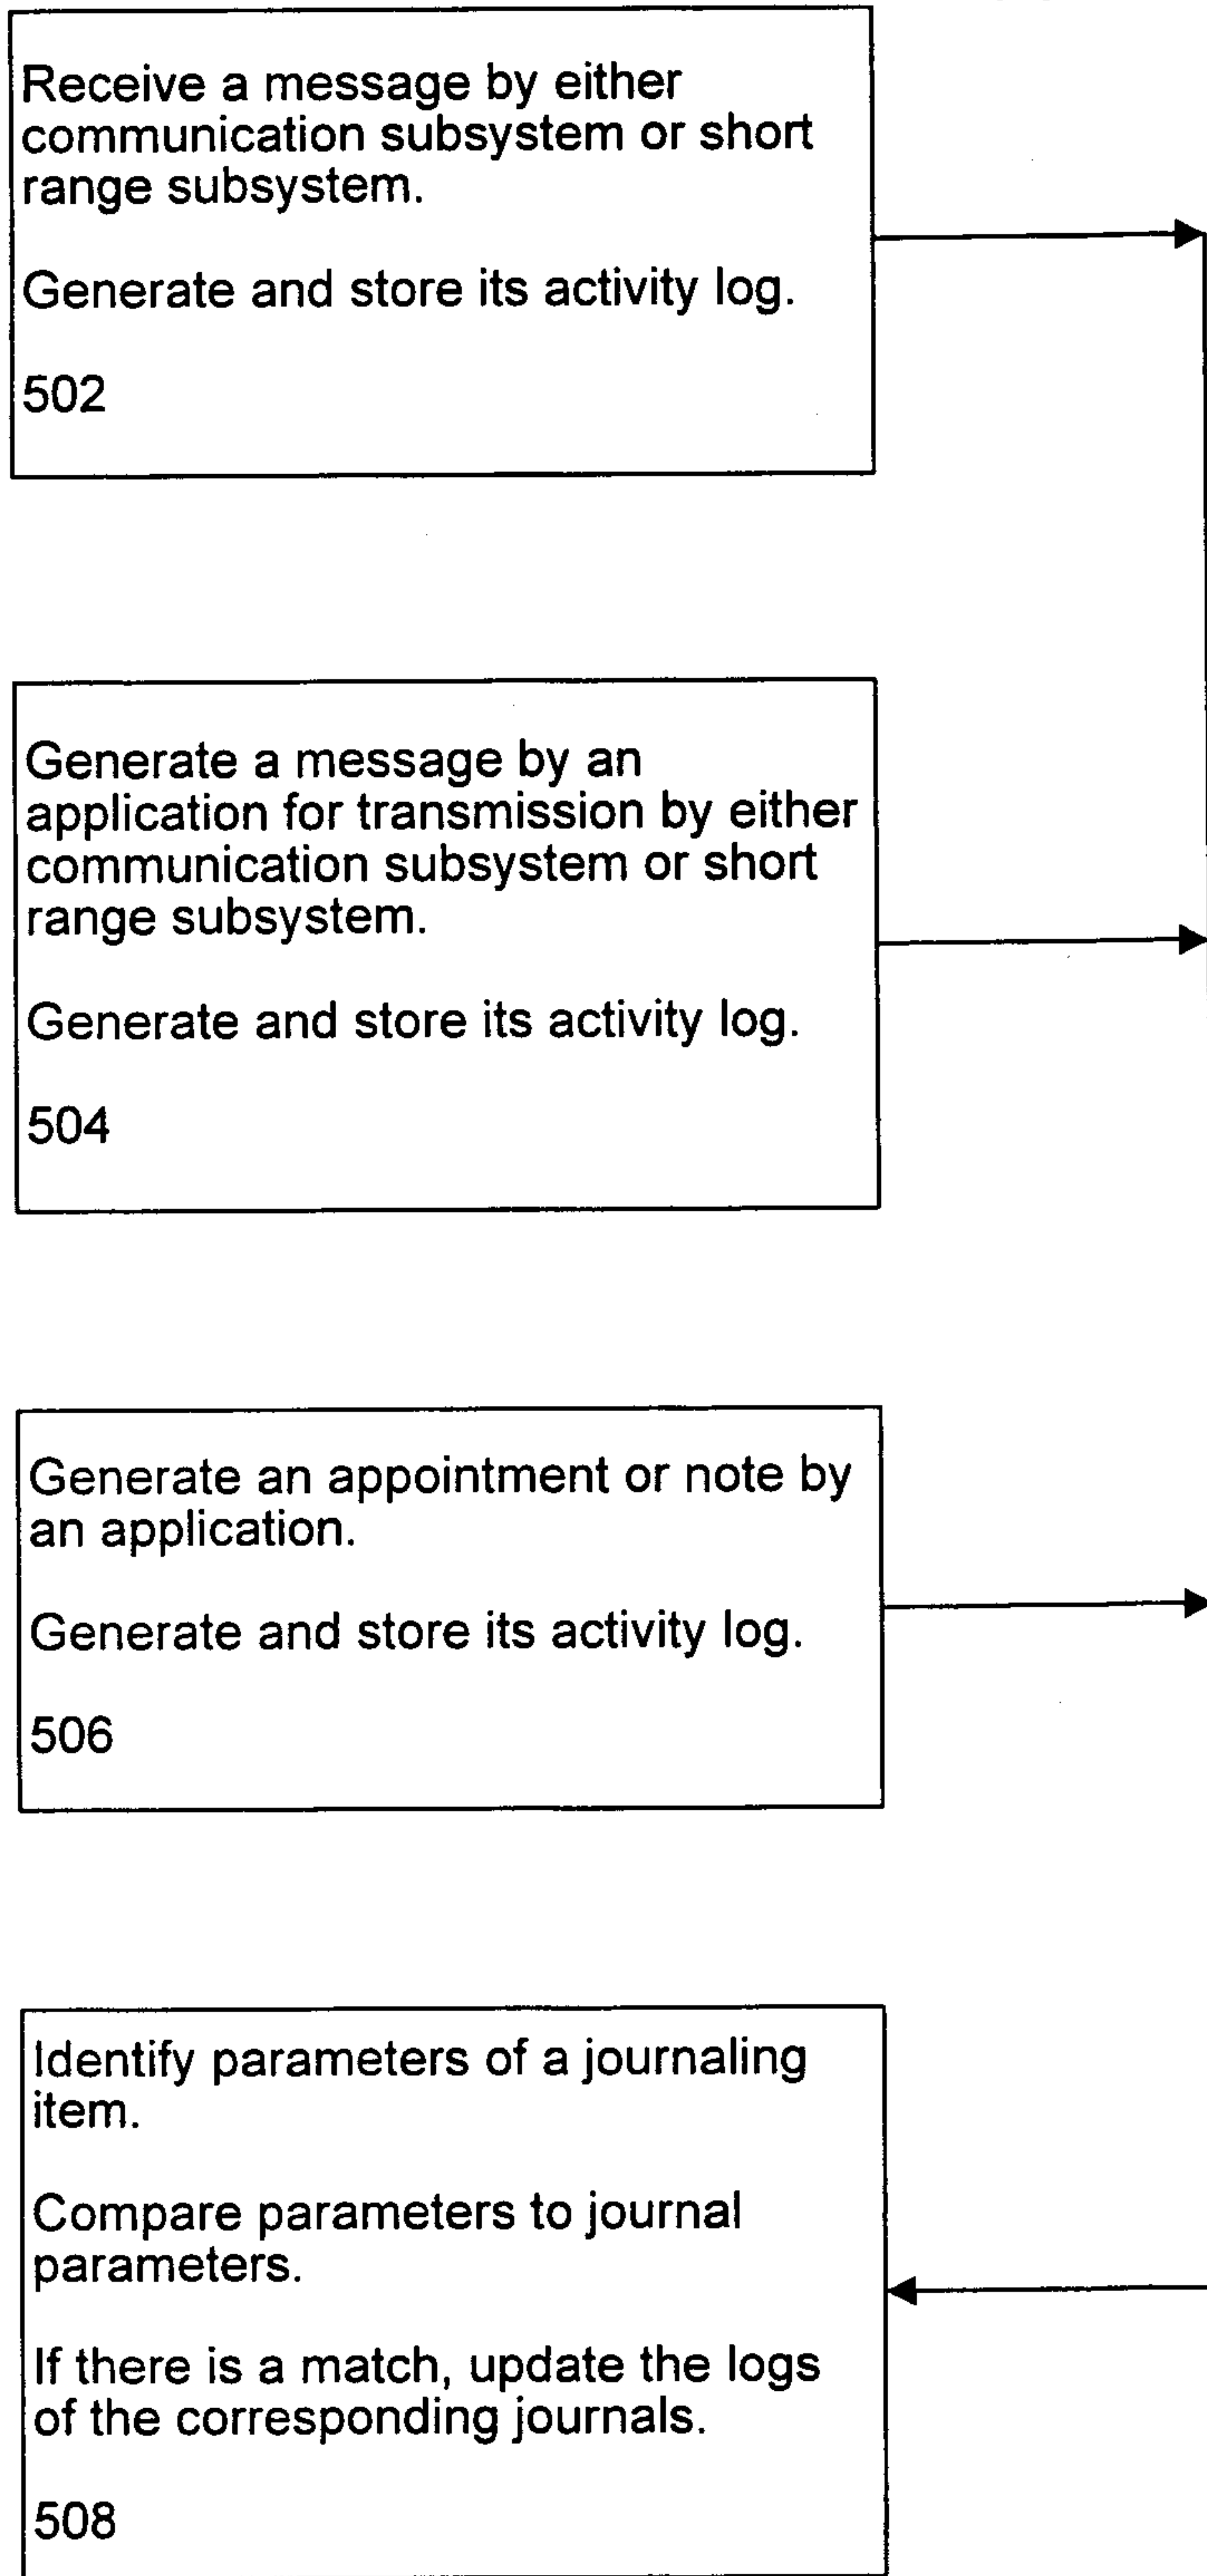 Receive a message by either
communication subsystem or short
range subsystem.
Generate and store its activity log.
502
Generate a message by an
application for transmission by either
communication subsystem or short
range subsystem.
Generate and store its activity log.
504
Generate an appointment or note by
an application.
Generate and store its activity log.
506
Identify parameters of a journaling
item.
Compare parameters to journal
parameters.
If there is a match, update the logs
of the corresponding journals.
508